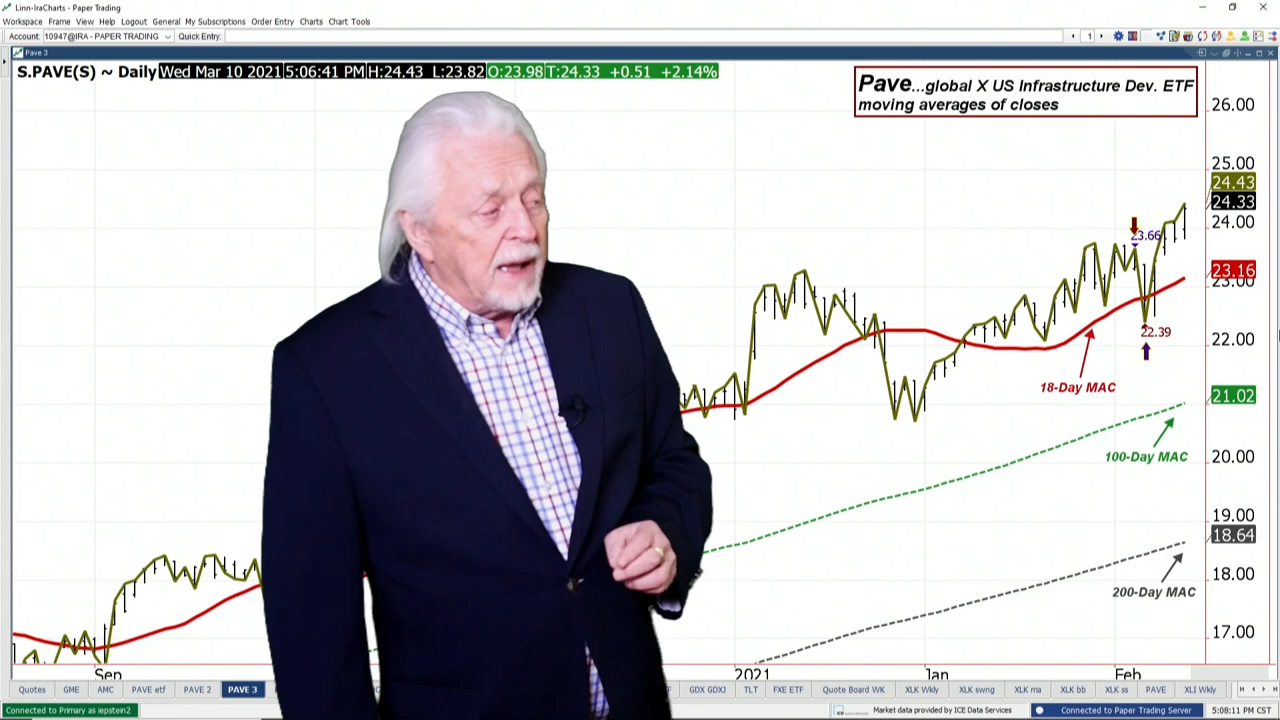 Linn-IraCharts - Paper Trading
Workspace Frame View Help Logout General My Subscriptions Order Entry Charts Chart Tools
Account: 10947@IRA - PAPER TRADING Quick Entry: 1
Pave 3
S.PAVE(S) ~ Daily Wed Mar 10 2021 5:06:41 PM H:24.43 L:23.82 O:23.98 T:24.33 +0.51 +2.14%
Pave...global X US Infrastructure Dev. ETF
moving averages of closes
26.00
25.00
24.43
24.33
24.00
23.66
23.16
23.00
22.39
22.00
18-Day MAC
21.02
100-Day MAC
20.00
19.00
18.64
18.00
200-Day MAC
17.00
Sep 2021 Jan Feb
Quotes GME AMC PAVE etf PAVE 2 PAVE 3 GDX GDXJ TLT FXE ETF Quote Board WK XLK Wkly XLK swng XLK ma XLK bb XLK ss PAVE XLI Wkly
Connected to Primary as iepstein2 Market data provided by ICE Data Services Connected to Paper Trading Server 5:08:11 PM CST